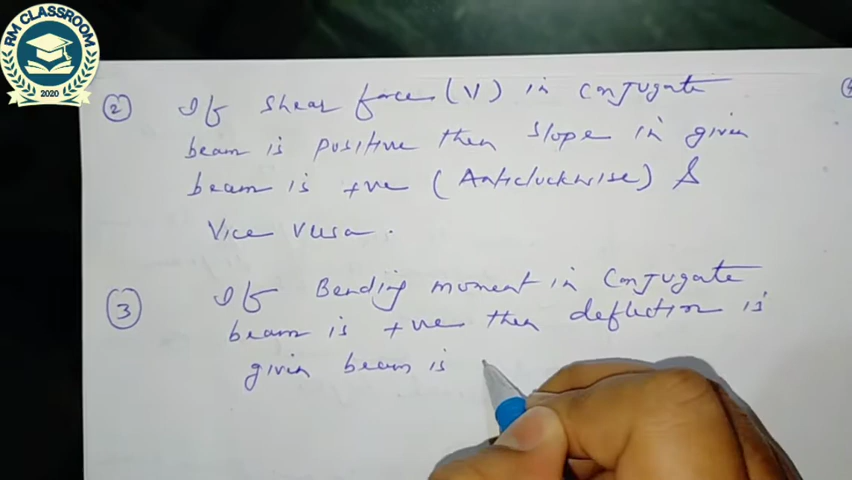 RM CLASSROOM
2020
② If shear force (V) in Conjugate
beam is positive then slope in given
beam is +ve (Anticlockwise) &
Vice versa.
③ If Bending moment in Conjugate
beam is +ve then deflection is
given beam is